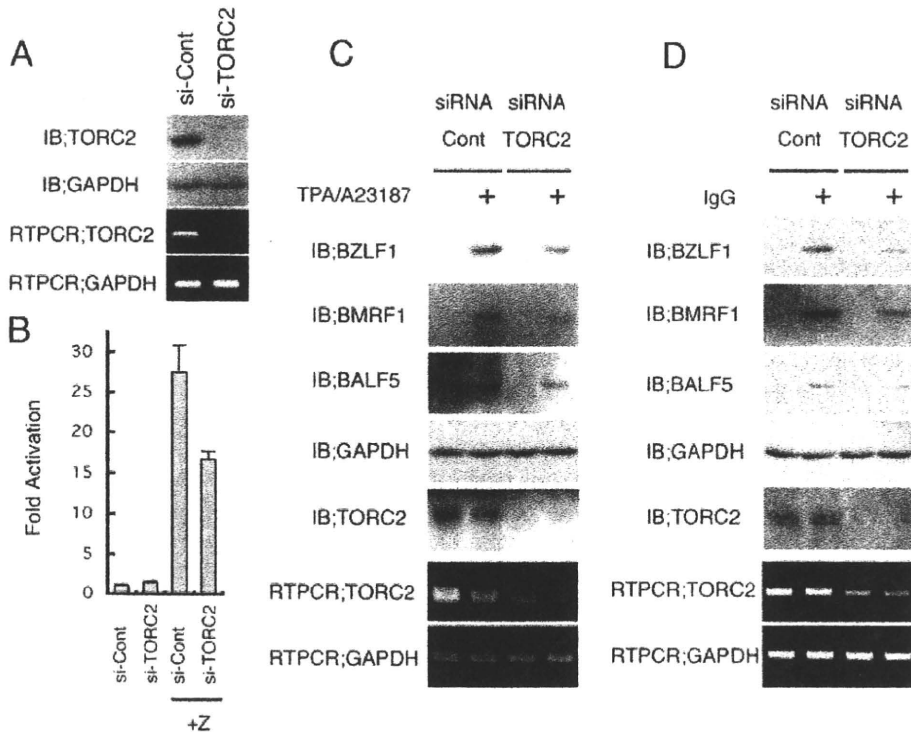 A
si-Cont
si-TORC2
IB;TORC2
IB;GAPDH
RTPCR;TORC2
RTPCR;GAPDH
B
Fold Activation
30
25
20
15
10
5
0
si-Cont
si-TORC2
si-Cont
si-TORC2
+Z
C
siRNA siRNA
Cont TORC2
TPA/A23187 + +
IB;BZLF1
IB;BMRF1
IB;BALF5
IB;GAPDH
IB;TORC2
RTPCR;TORC2
RTPCR;GAPDH
D
siRNA siRNA
Cont TORC2
IgG + +
IB;BZLF1
IB;BMRF1
IB;BALF5
IB;GAPDH
IB;TORC2
RTPCR;TORC2
RTPCR;GAPDH